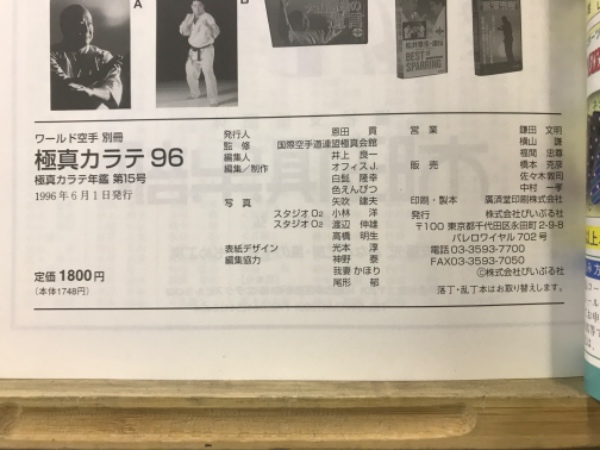 A
B
BEST of SPARRING
ワールド空手 別冊
極真カラテ96
極真カラテ年鑑 第15号
1996年6月1日発行
定価1800円
（本体1748円）
発行人 恩田 貢
監修 国際空手道連盟極真会館
編集人 井上 良一
編集／制作 オフィスJ.
白髭 隆幸
色えんぴつ
写真 矢吹 健夫
スタジオO₂ 小林 洋
スタジオO₂ 渡辺 伸雄
高橋 明生
表紙デザイン 光本 淳
編集協力 神野 泰
我妻 かほり
尾形 郁
営業 鎌田 文明
横山 謙
堀間 忠尊
販売 橋本 克彦
佐々木 敦司
中村 一孝
印刷・製本 廣済堂印刷株式会社
発行 株式会社ぴいぷる社
〒100 東京都千代田区永田町2-9-8
パレロワイヤル702号
電話03-3593-7700
FAX03-3593-7050
©株式会社ぴいぷる社
落丁・乱丁本はお取り替えします。